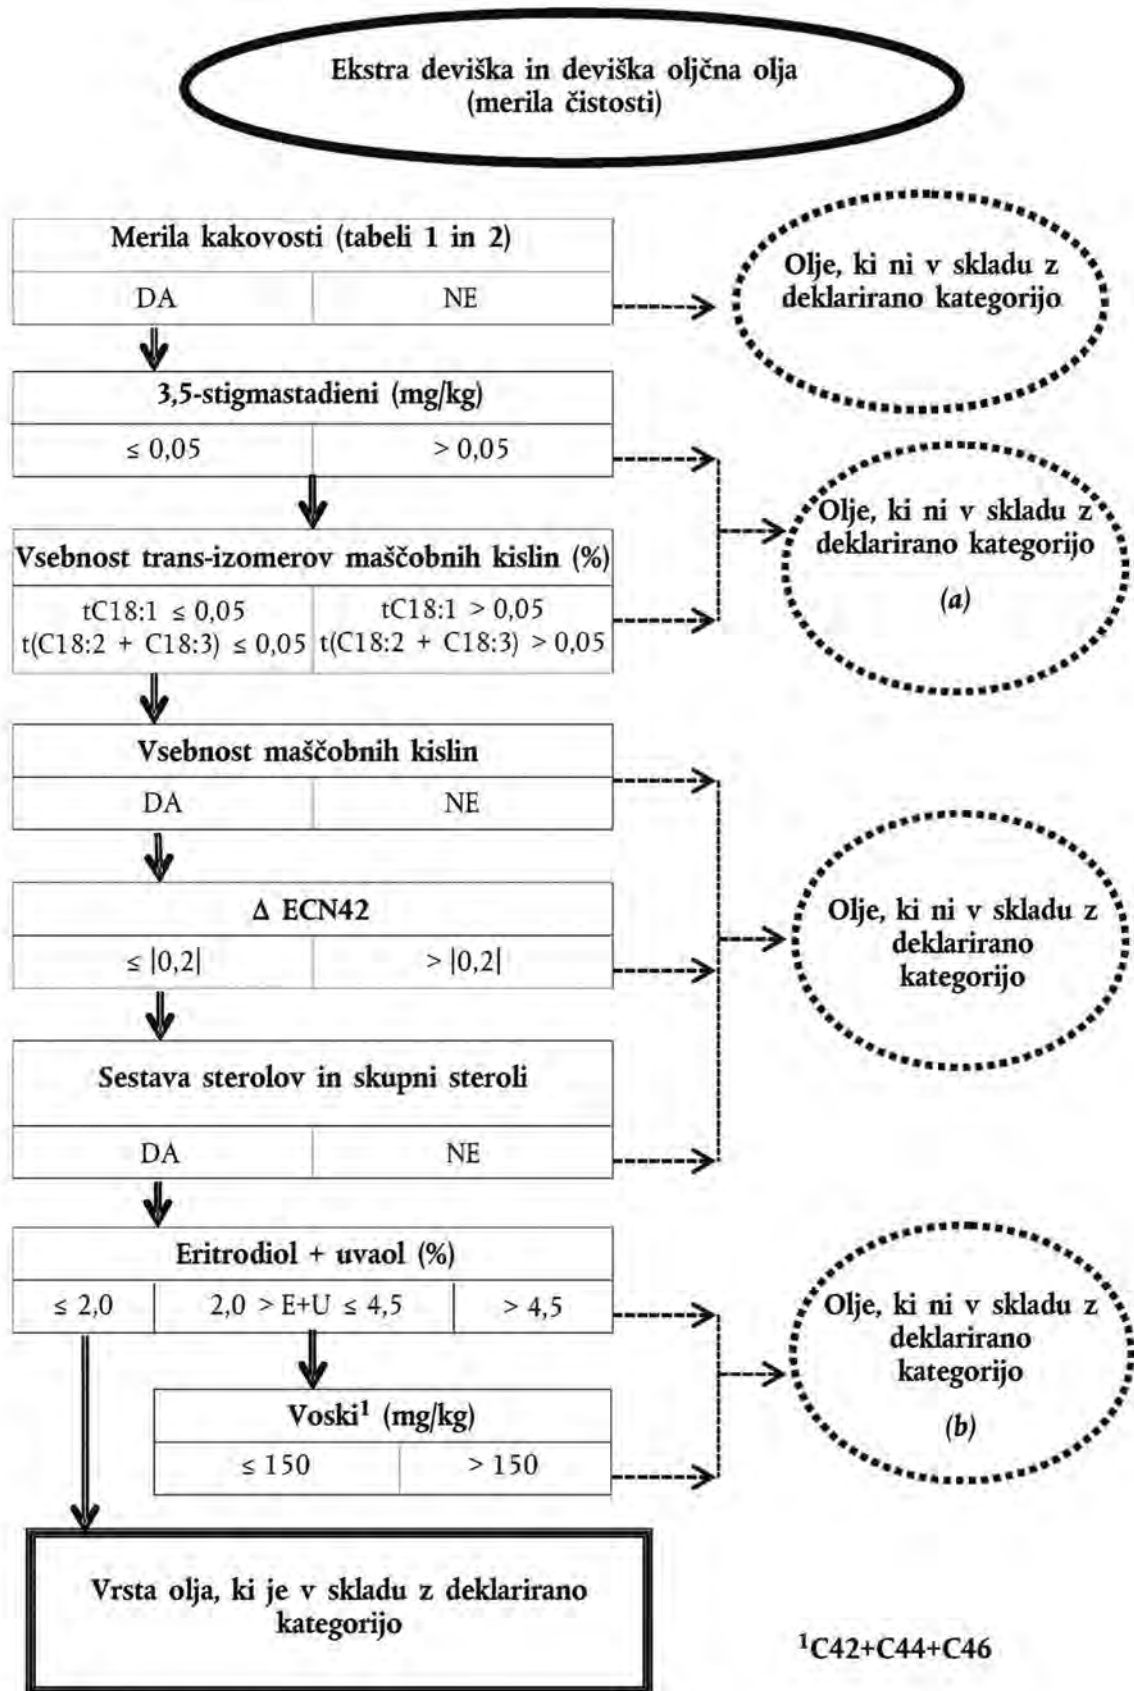 Ekstra deviška in deviška oljčna olja
(merila čistosti)
Merila kakovosti (tabeli 1 in 2)
DA NE
Olje, ki ni v skladu z
deklarirano kategorijo
3,5-stigmastadieni (mg/kg)
≤ 0,05 > 0,05
Olje, ki ni v skladu z
deklarirano kategorijo
(a)
Vsebnost trans-izomerov maščobnih kislin (%)
tC18:1 ≤ 0,05 tC18:1 > 0,05
t(C18:2 + C18:3) ≤ 0,05 t(C18:2 + C18:3) > 0,05
Vsebnost maščobnih kislin
DA NE
Δ ECN42
≤ |0,2| > |0,2|
Olje, ki ni v skladu z
deklarirano
kategorijo
Sestava sterolov in skupni steroli
DA NE
Eritrodiol + uvaol (%)
≤ 2,0 2,0 > E+U ≤ 4,5 > 4,5
Olje, ki ni v skladu z
deklarirano
kategorijo
(b)
Voski¹ (mg/kg)
≤ 150 > 150
Vrsta olja, ki je v skladu z deklarirano
kategorijo
¹C42+C44+C46